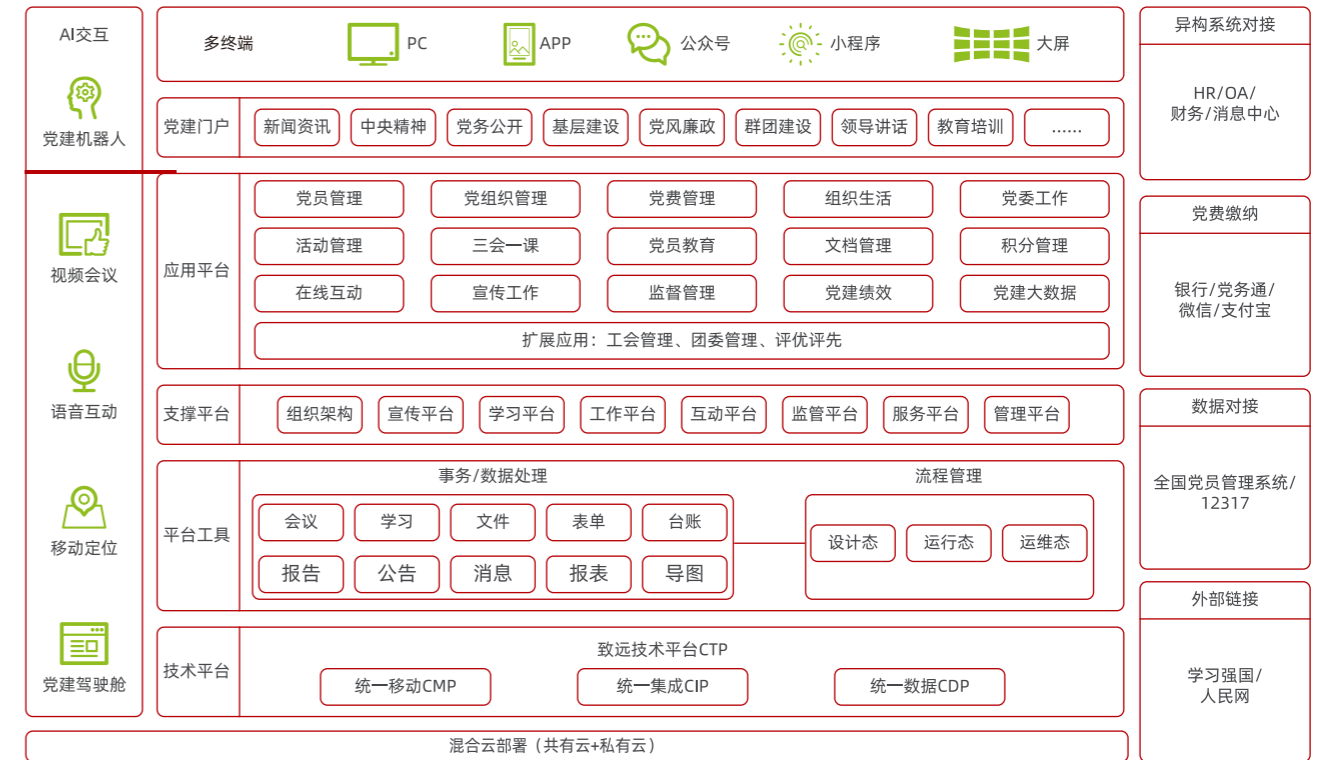 AI交互
党建机器人
视频会议
语音互动
移动定位
党建驾驶舱
多终端
PC
APP
公众号
小程序
大屏
党建门户
新闻资讯
中央精神
党务公开
基层建设
党风廉政
群团建设
领导讲话
教育培训
......
应用平台
党员管理
党组织管理
党费管理
组织生活
党委工作
活动管理
三会一课
党员教育
文档管理
积分管理
在线互动
宣传工作
监督管理
党建绩效
党建大数据
扩展应用：工会管理、团委管理、评优评先
支撑平台
组织架构
宣传平台
学习平台
工作平台
互动平台
监管平台
服务平台
管理平台
平台工具
事务/数据处理
会议
学习
文件
表单
台账
报告
公告
消息
报表
导图
流程管理
设计态
运行态
运维态
技术平台
致远技术平台CTP
统一移动CMP
统一集成CIP
统一数据CDP
混合云部署（共有云+私有云）
异构系统对接
HR/OA/
财务/消息中心
党费缴纳
银行/党务通/
微信/支付宝
数据对接
全国党员管理系统/
12317
外部链接
学习强国/
人民网